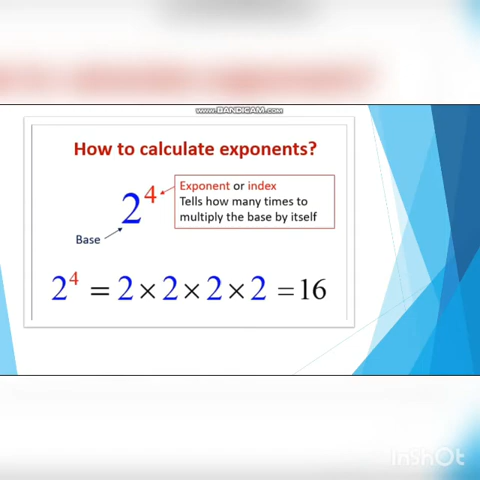 WWW.BANDICAM.COM
How to calculate exponents?
2⁴
Exponent or index
Tells how many times to
multiply the base by itself
Base
2⁴ = 2 × 2 × 2 × 2 = 16
InShOt